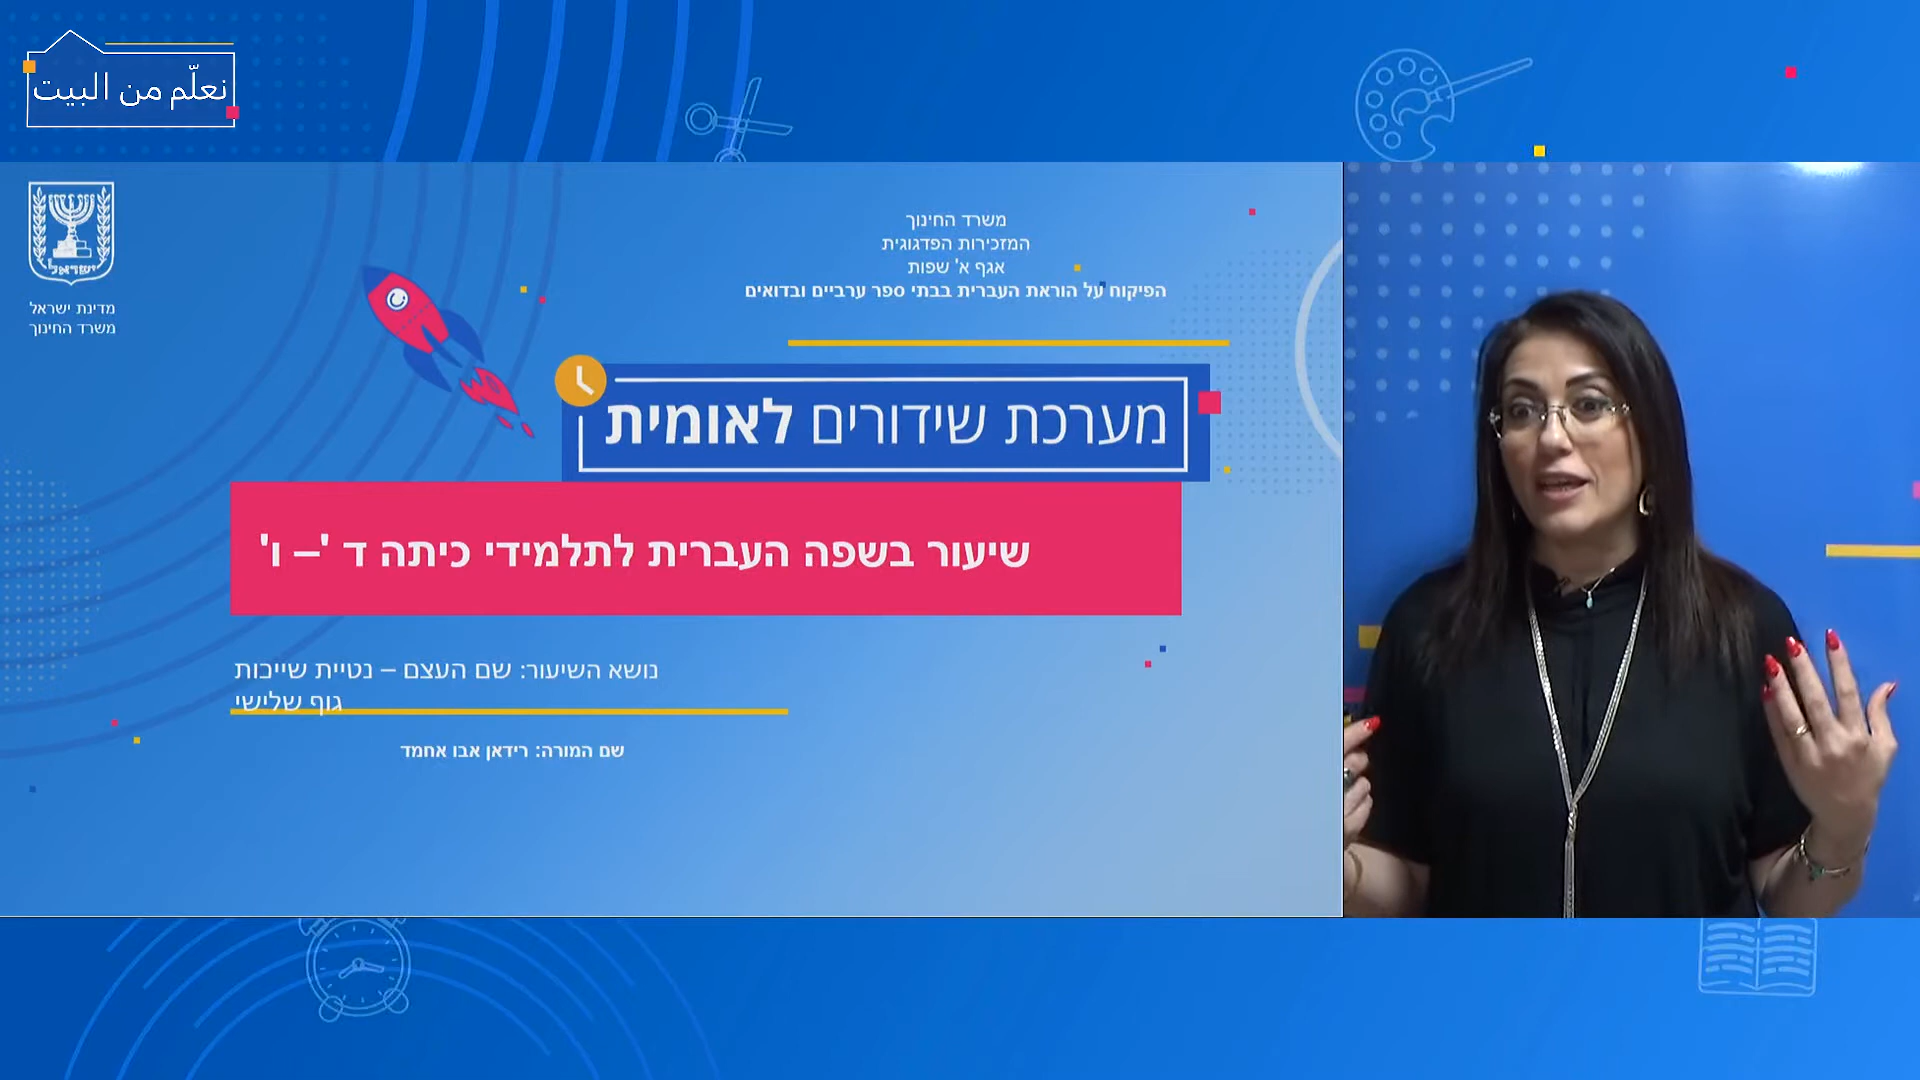 نعلّم من البيت
ישראל
מדינת ישראל
משרד החינוך
משרד החינוך
המזכירות הפדגוגית
אגף א' שפות
הפיקוח על הוראת העברית בבתי ספר ערביים ובדואים
מערכת שידורים לאומית
שיעור בשפה העברית לתלמידי כיתה ד '– ו'
נושא השיעור: שם העצם – נטיית שייכות
גוף שלישי
שם המורה: רידאן אבו אחמד